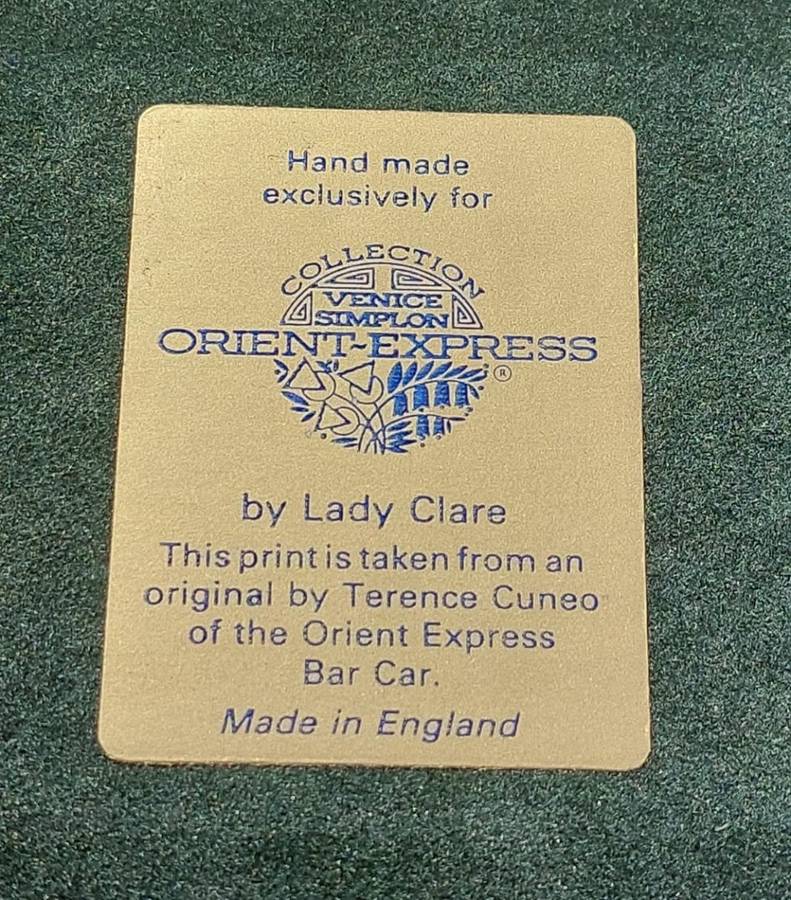 Hand made
exclusively for
COLLECTION
VENICE
SIMPLON
ORIENT-EXPRESS
®
by Lady Clare
This print is taken from an
original by Terence Cuneo
of the Orient Express
Bar Car.
Made in England